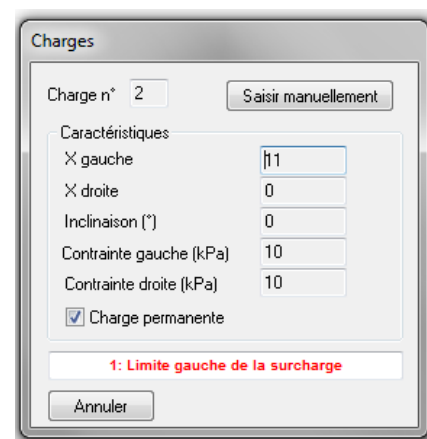 Charges
Charge n° 2 Saisir manuellement
Caractéristiques
X gauche 11
X droite 0
Inclinaison (°) 0
Contrainte gauche (kPa) 10
Contrainte droite (kPa) 10
Charge permanente
1: Limite gauche de la surcharge
Annuler